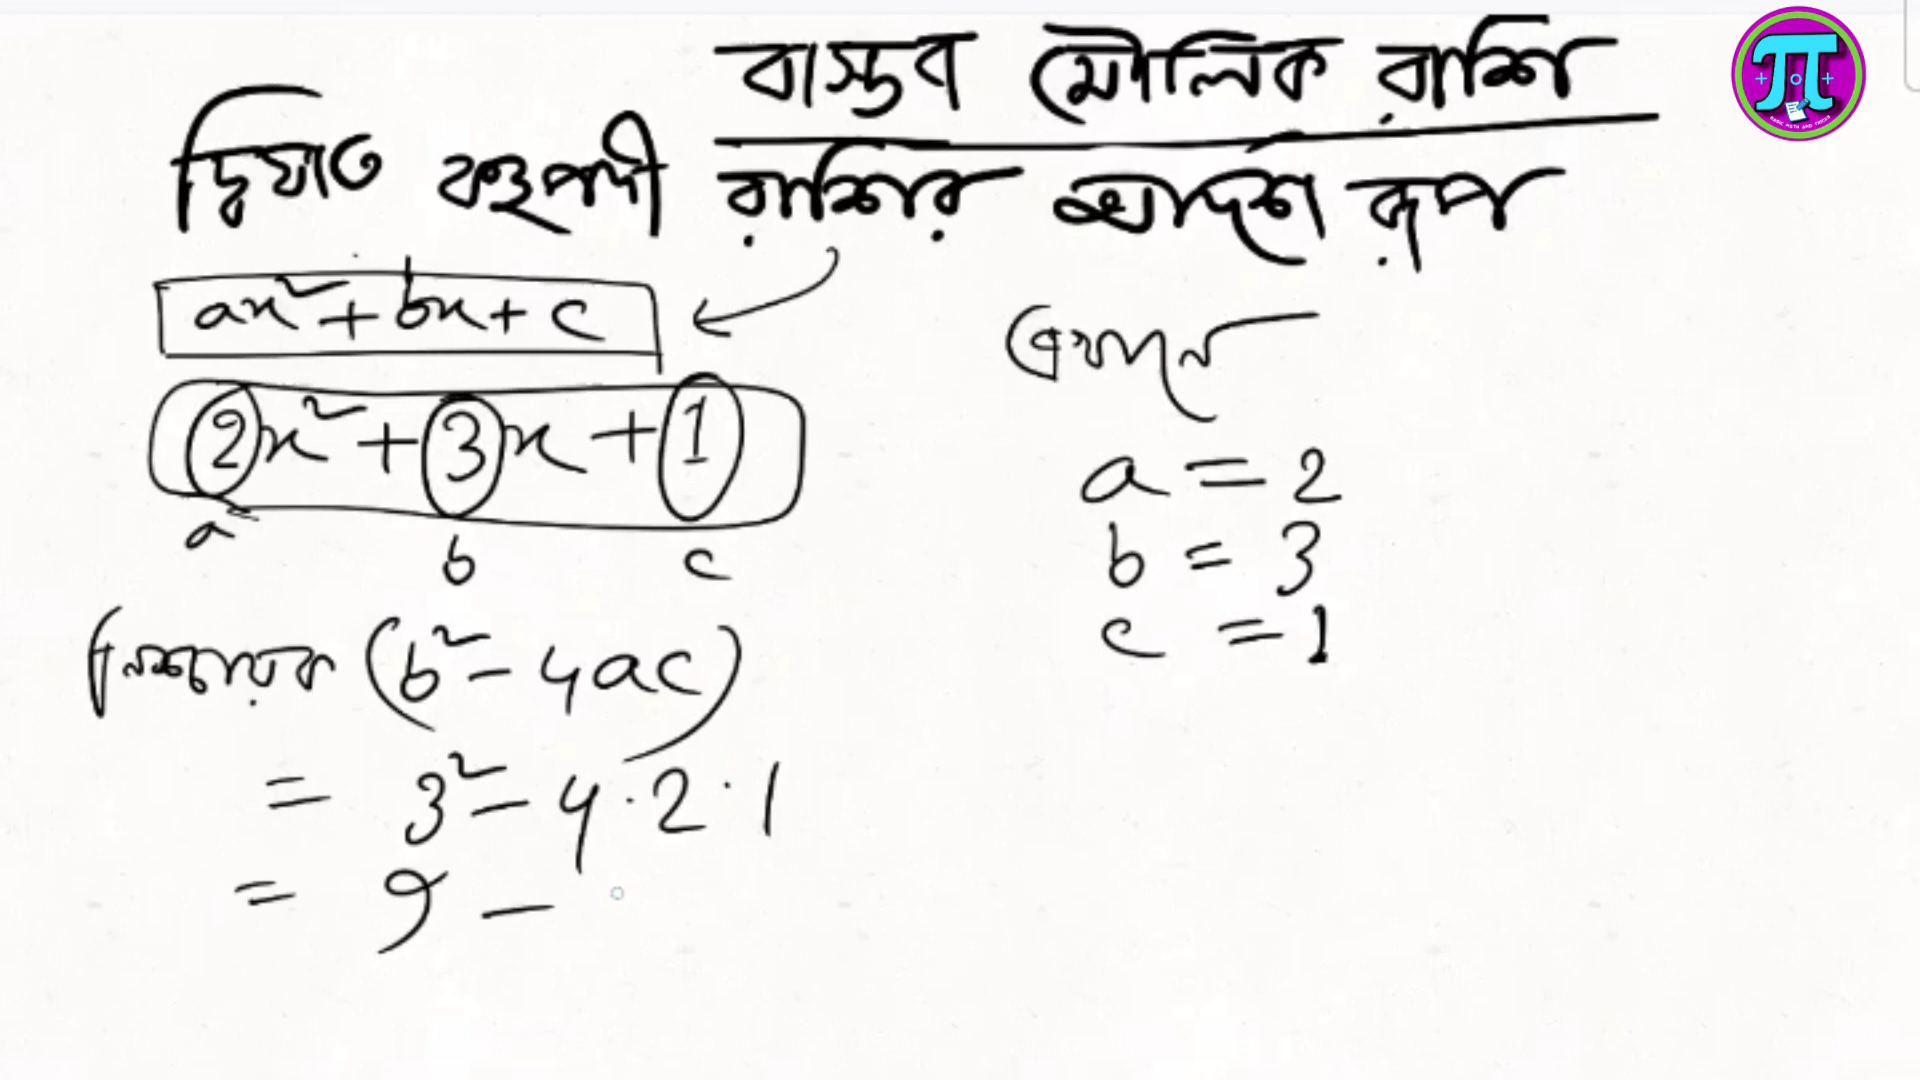 বাস্তব মৌলিক রাশি
দ্বিঘাত বহুপদী রাশির আদর্শ রূপ
ax² + bx + c
2x² + 3x + 1
a b c
নিশ্চায়ক (b² - 4ac)
= 3² - 4 · 2 · 1
= 9 -
এখানে
a = 2
b = 3
c = 1
π